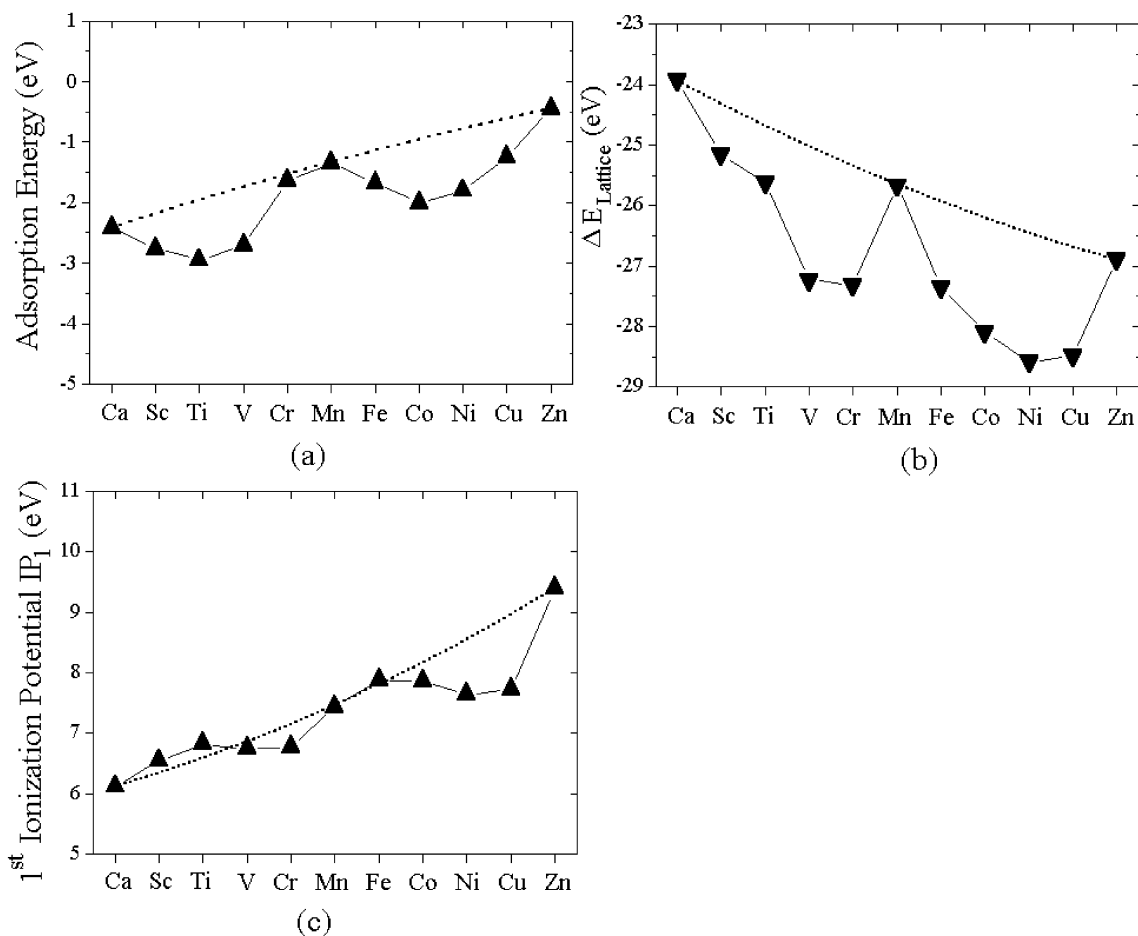 Adsorption Energy (eV)
1
0
-1
-2
-3
-4
-5
Ca Sc Ti V Cr Mn Fe Co Ni Cu Zn
(a)
ΔE_Lattice (eV)
-23
-24
-25
-26
-27
-28
-29
Ca Sc Ti V Cr Mn Fe Co Ni Cu Zn
(b)
1st Ionization Potential IP1 (eV)
11
10
9
8
7
6
5
Ca Sc Ti V Cr Mn Fe Co Ni Cu Zn
(c)